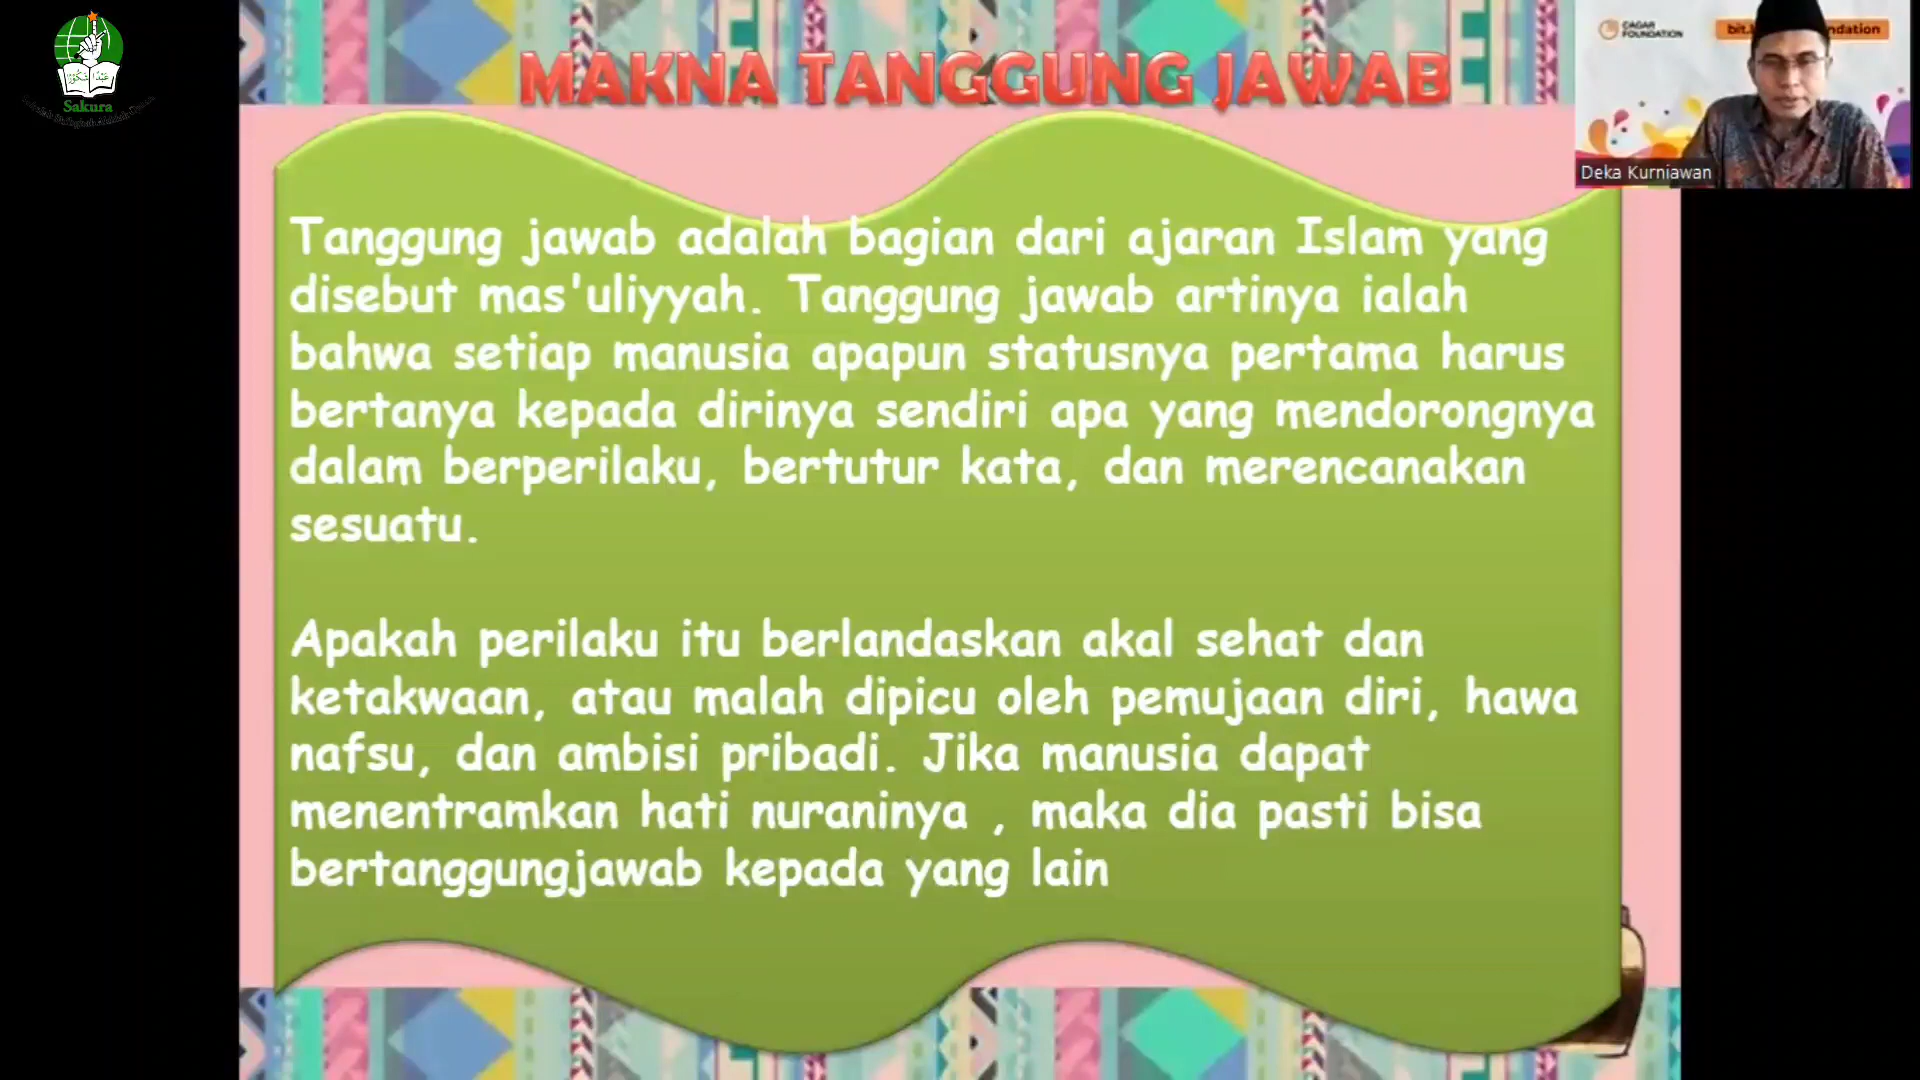 MAKNA TANGGUNG JAWAB
Tanggung jawab adalah bagian dari ajaran Islam yang
disebut mas'uliyyah. Tanggung jawab artinya ialah
bahwa setiap manusia apapun statusnya pertama harus
bertanya kepada dirinya sendiri apa yang mendorongnya
dalam berperilaku, bertutur kata, dan merencanakan
sesuatu.
Apakah perilaku itu berlandaskan akal sehat dan
ketakwaan, atau malah dipicu oleh pemujaan diri, hawa
nafsu, dan ambisi pribadi. Jika manusia dapat
menentramkan hati nuraninya , maka dia pasti bisa
bertanggungjawab kepada yang lain
Sakura
CAGAR
FOUNDATION
Deka Kurniawan